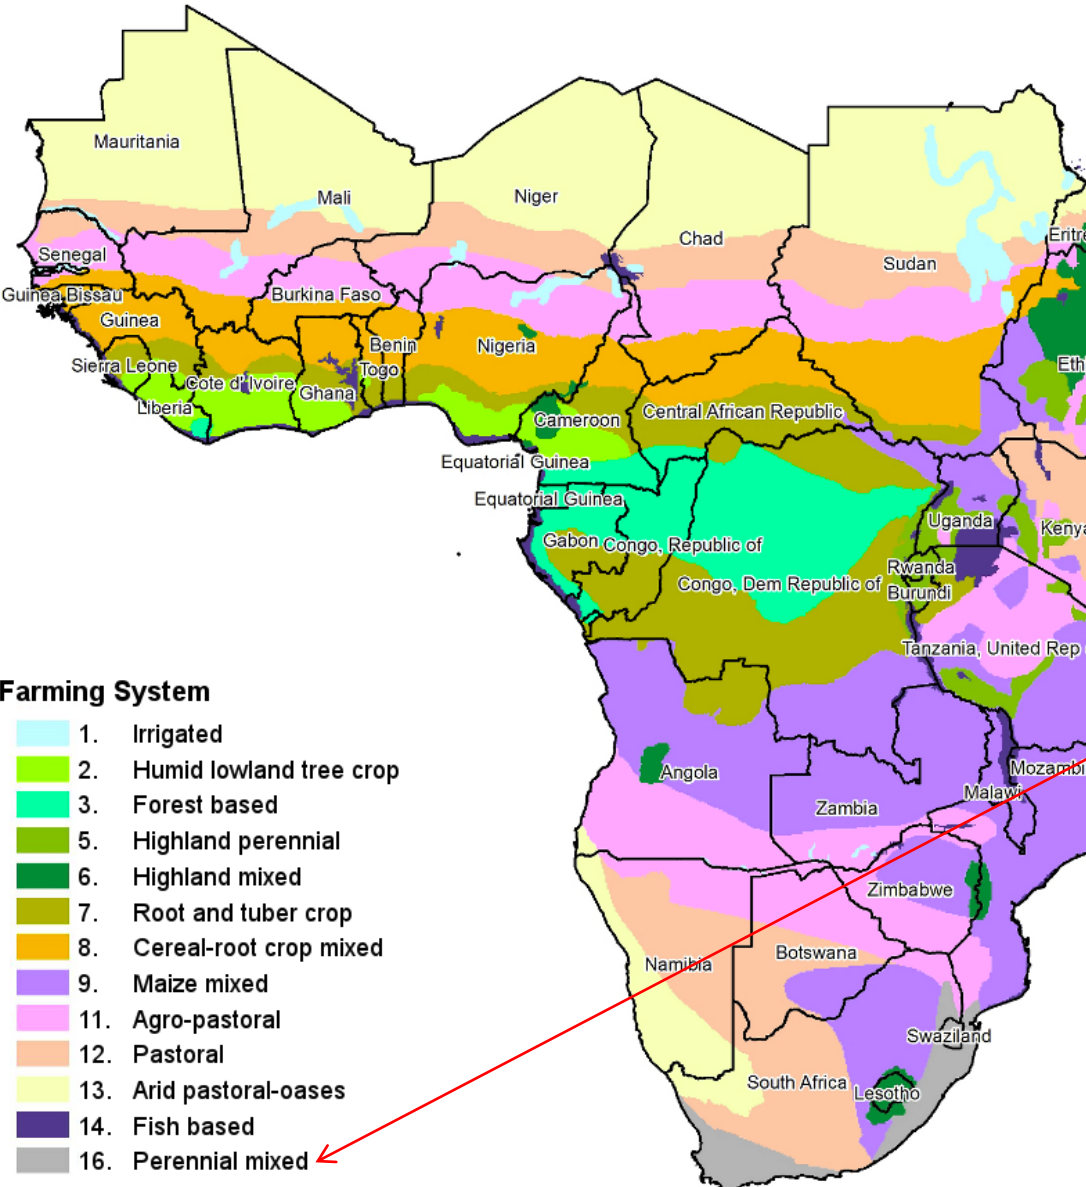 Mauritania
Mali
Niger
Chad
Sudan
Eritre
Senegal
Guinea Bissau
Burkina Faso
Guinea
Benin
Nigeria
Sierra Leone
Togo
Eth
Cote d'Ivoire
Ghana
Liberia
Cameroon
Central African Republic
Equatorial Guinea
Equatorial Guinea
Uganda
Kenya
Gabon
Congo, Republic of
Rwanda
Congo, Dem Republic of
Burundi
Tanzania, United Rep
Angola
Mozambi
Malawi
Zambia
Zimbabwe
Namibia
Botswana
Swaziland
South Africa
Lesotho
Farming System
1. Irrigated
2. Humid lowland tree crop
3. Forest based
5. Highland perennial
6. Highland mixed
7. Root and tuber crop
8. Cereal-root crop mixed
9. Maize mixed
11. Agro-pastoral
12. Pastoral
13. Arid pastoral-oases
14. Fish based
16. Perennial mixed